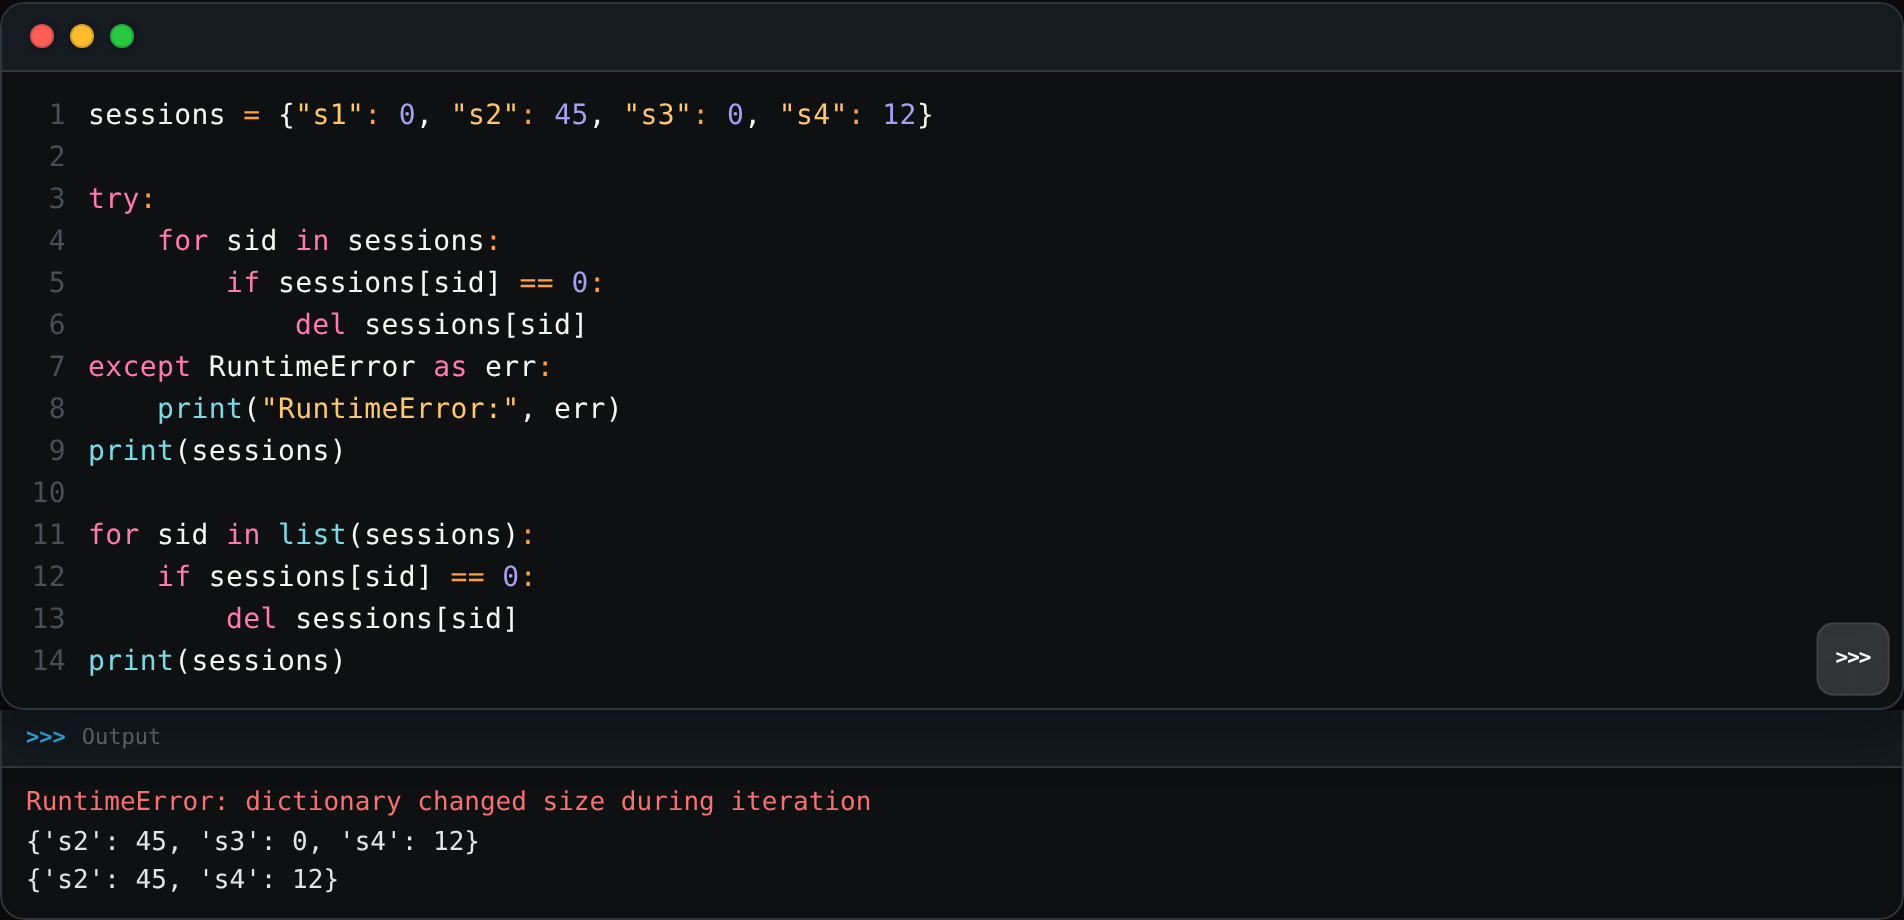 1 sessions = {"s1": 0, "s2": 45, "s3": 0, "s4": 12}
2
3 try:
4     for sid in sessions:
5         if sessions[sid] == 0:
6             del sessions[sid]
7 except RuntimeError as err:
8     print("RuntimeError:", err)
9 print(sessions)
10
11 for sid in list(sessions):
12     if sessions[sid] == 0:
13         del sessions[sid]
14 print(sessions)
>>>
>>> Output
RuntimeError: dictionary changed size during iteration
{'s2': 45, 's3': 0, 's4': 12}
{'s2': 45, 's4': 12}